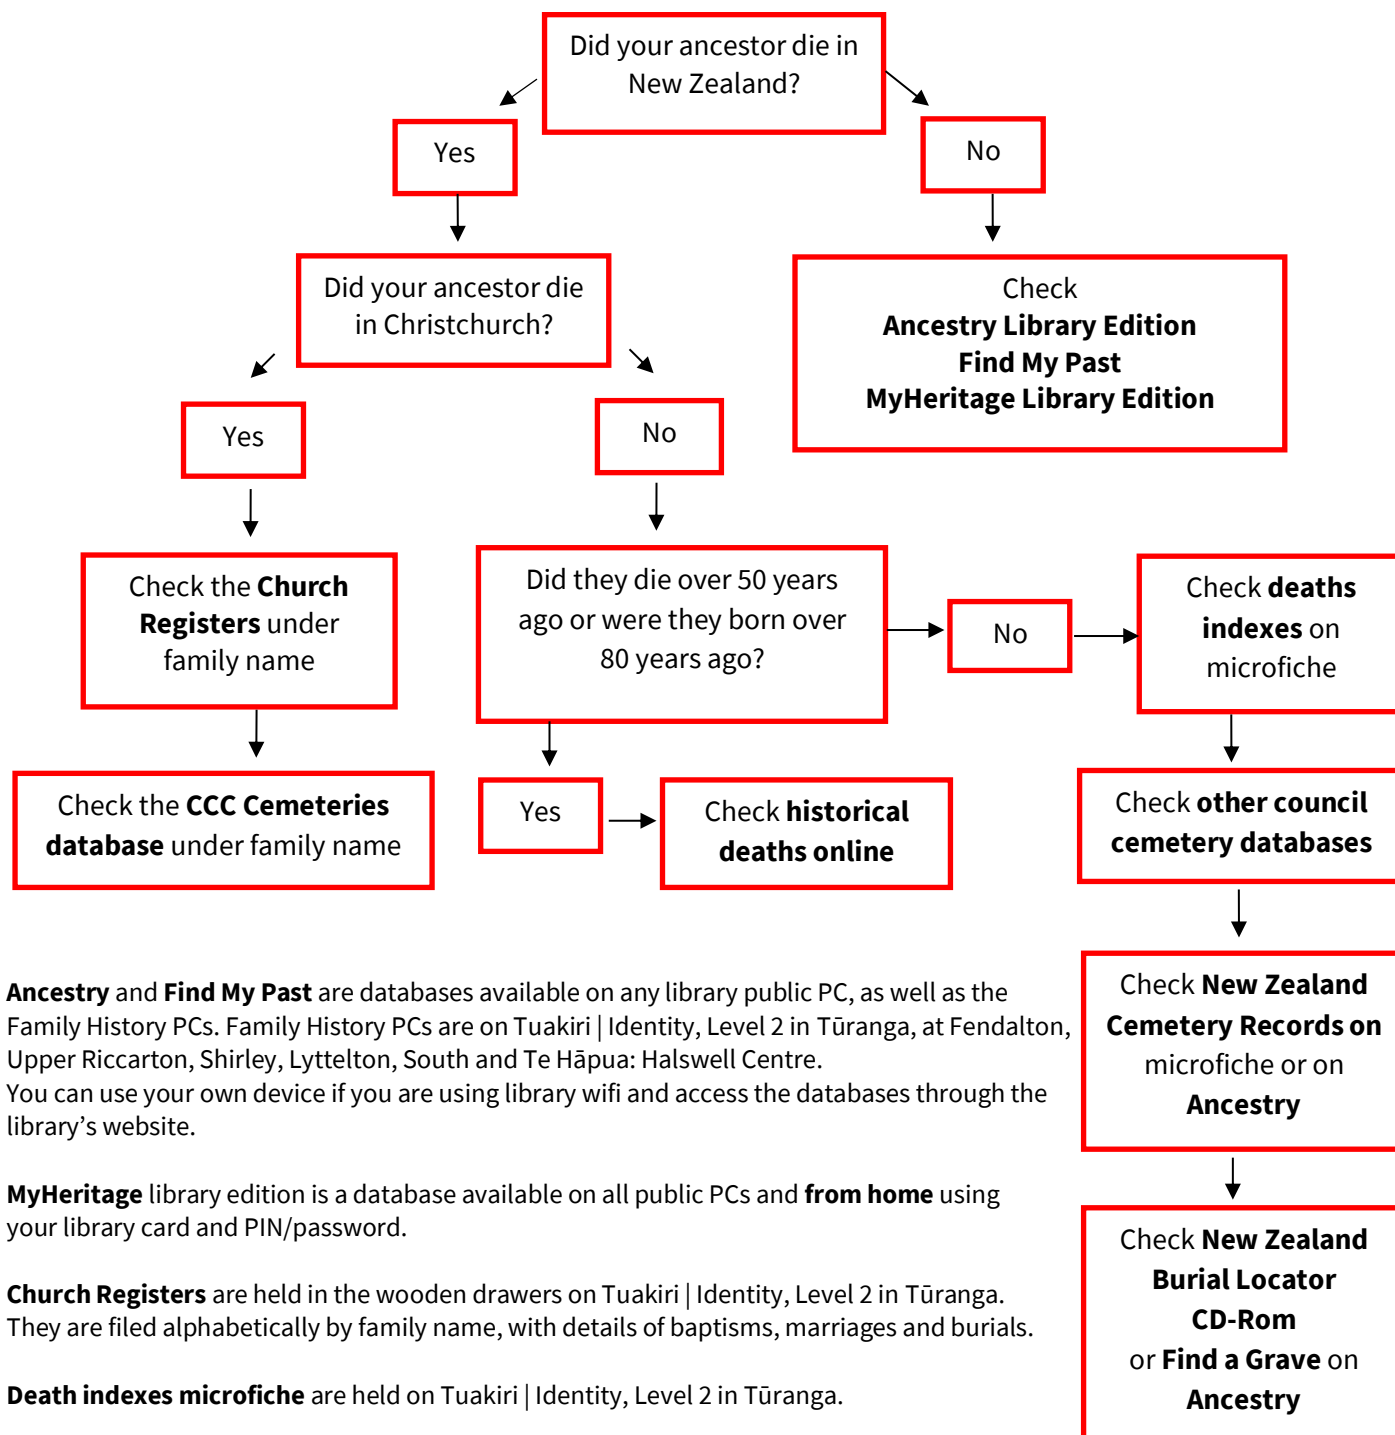 Did your ancestor die in
New Zealand?
Yes
No
Did your ancestor die
in Christchurch?
Check
Ancestry Library Edition
Find My Past
MyHeritage Library Edition
Yes
No
Check the Church
Registers under
family name
Did they die over 50 years
ago or were they born over
80 years ago?
No
Check deaths
indexes on
microfiche
Check the CCC Cemeteries
database under family name
Yes
Check historical
deaths online
Check other council
cemetery databases
Check New Zealand
Cemetery Records on
microfiche or on
Ancestry
Check New Zealand
Burial Locator
CD-Rom
or Find a Grave on
Ancestry
Ancestry and Find My Past are databases available on any library public PC, as well as the
Family History PCs. Family History PCs are on Tuakiri | Identity, Level 2 in Tūranga, at Fendalton,
Upper Riccarton, Shirley, Lyttelton, South and Te Hāpua: Halswell Centre.
You can use your own device if you are using library wifi and access the databases through the
library’s website.
MyHeritage library edition is a database available on all public PCs and from home using
your library card and PIN/password.
Church Registers are held in the wooden drawers on Tuakiri | Identity, Level 2 in Tūranga.
They are filed alphabetically by family name, with details of baptisms, marriages and burials.
Death indexes microfiche are held on Tuakiri | Identity, Level 2 in Tūranga.